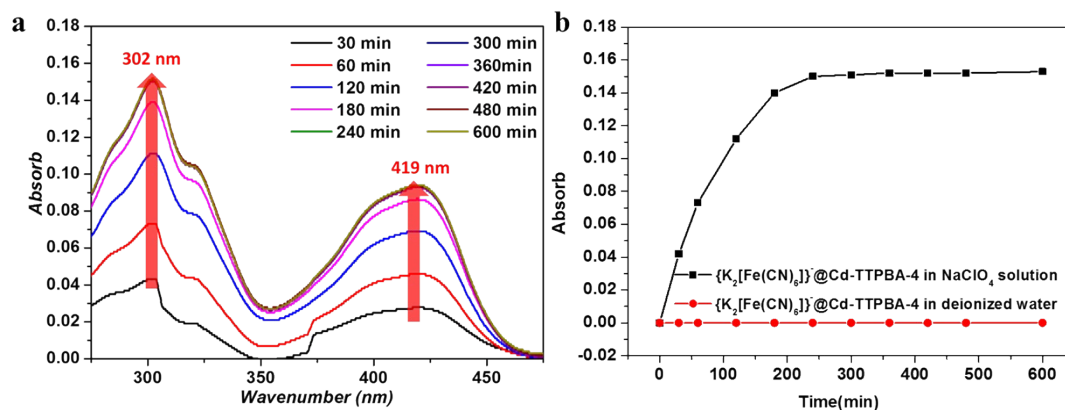 a
0.18
0.16
0.14
0.12
0.10
0.08
0.06
0.04
0.02
0.00
Absorb
302 nm
419 nm
30 min
60 min
120 min
180 min
240 min
300 min
360min
420 min
480 min
600 min
300
350
400
450
Wavenumber (nm)
b
0.18
0.16
0.14
0.12
0.10
0.08
0.06
0.04
0.02
0.00
-0.02
Absorb
{K2[Fe(CN)6]}-@Cd-TTPBA-4 in NaClO4 solution
{K2[Fe(CN)6]}-@Cd-TTPBA-4 in deionized water
0
100
200
300
400
500
600
Time(min)